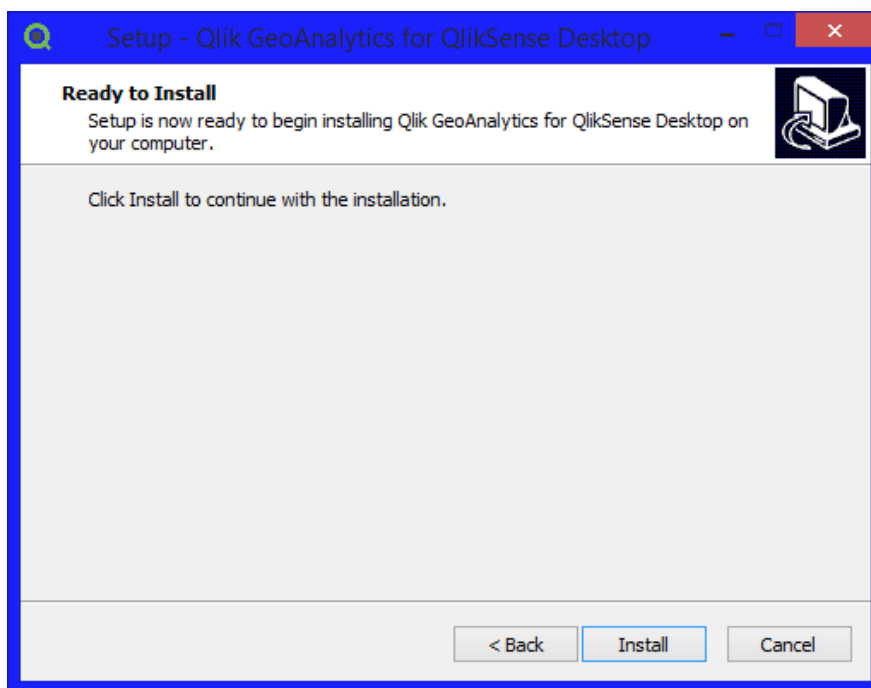 Setup - Qlik GeoAnalytics for QlikSense Desktop
Ready to Install
Setup is now ready to begin installing Qlik GeoAnalytics for QlikSense Desktop on
your computer.
Click Install to continue with the installation.
< Back
Install
Cancel